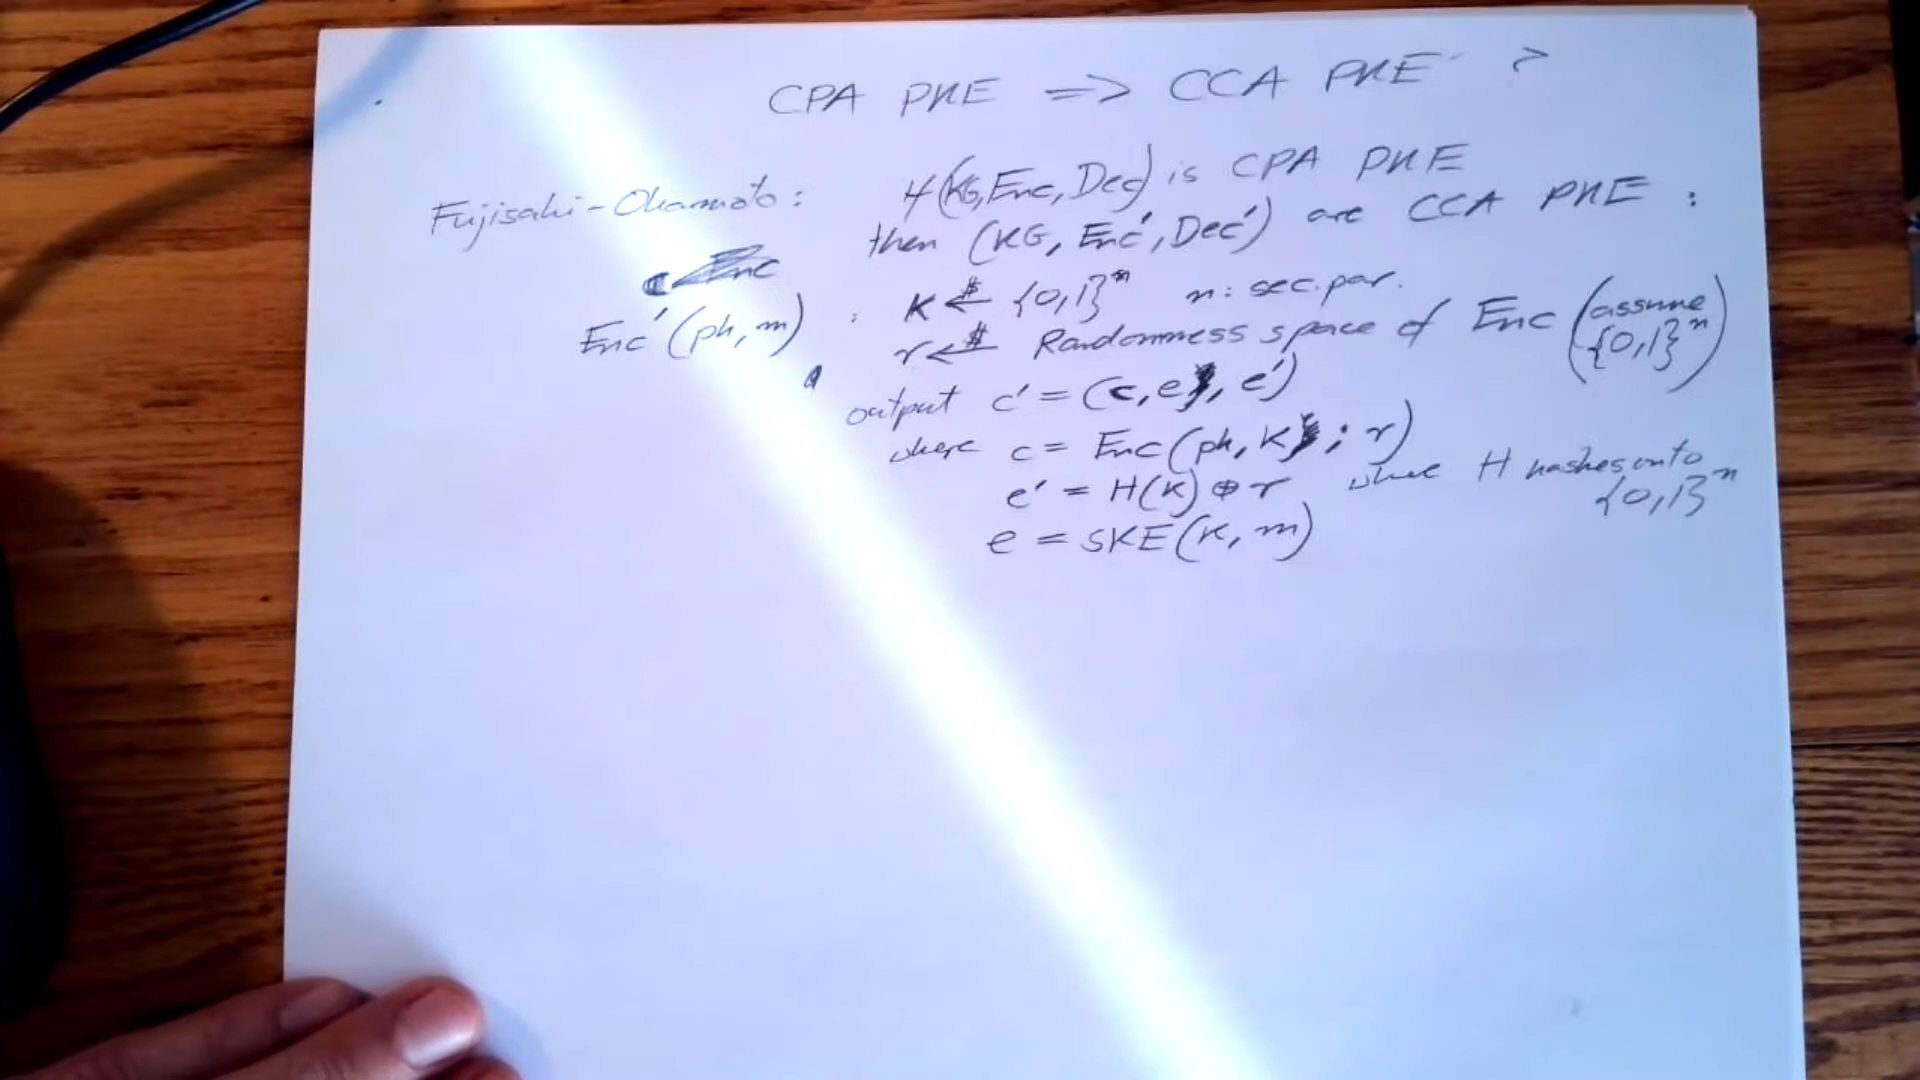 CPA PKE => CCA PKE ?
Fujisaki-Okamoto: If (KG, Enc, Dec) is CPA PKE
then (KG, Enc', Dec') are CCA PKE :
Enc
Enc'(pk, m) : K <-$ {0,1}^n n: sec. par.
r <-$ Randomness space of Enc (assume {0,1}^n)
output c' = (c, e, e')
where c = Enc(pk, K ; r)
e' = H(K) ⊕ r where H hashes onto {0,1}^n
e = SKE(K, m)